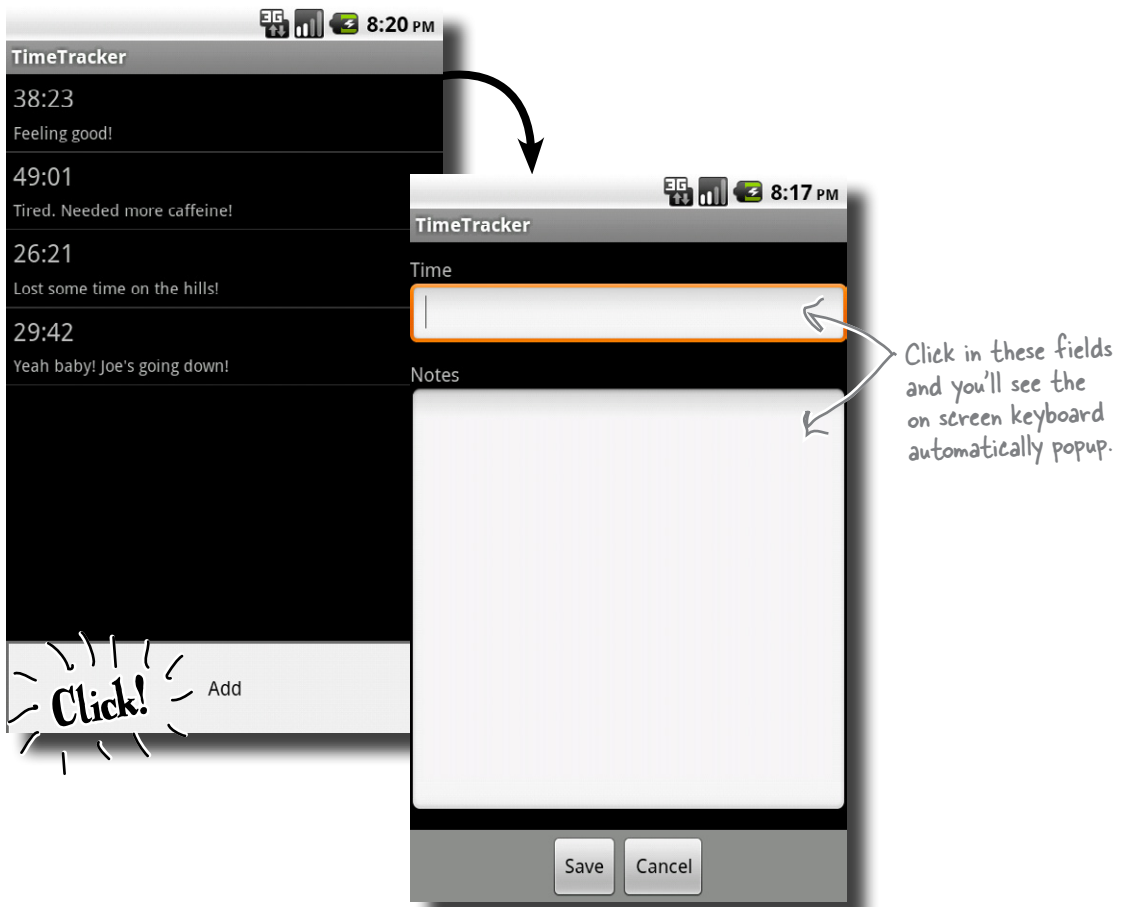 8:20 PM
TimeTracker
38:23
Feeling good!
49:01
Tired. Needed more caffeine!
26:21
Lost some time on the hills!
29:42
Yeah baby! Joe's going down!
Click!
Add
3G
8:17 PM
TimeTracker
Time
Notes
Save
Cancel
Click in these fields
and you'll see the
on screen keyboard
automatically popup.